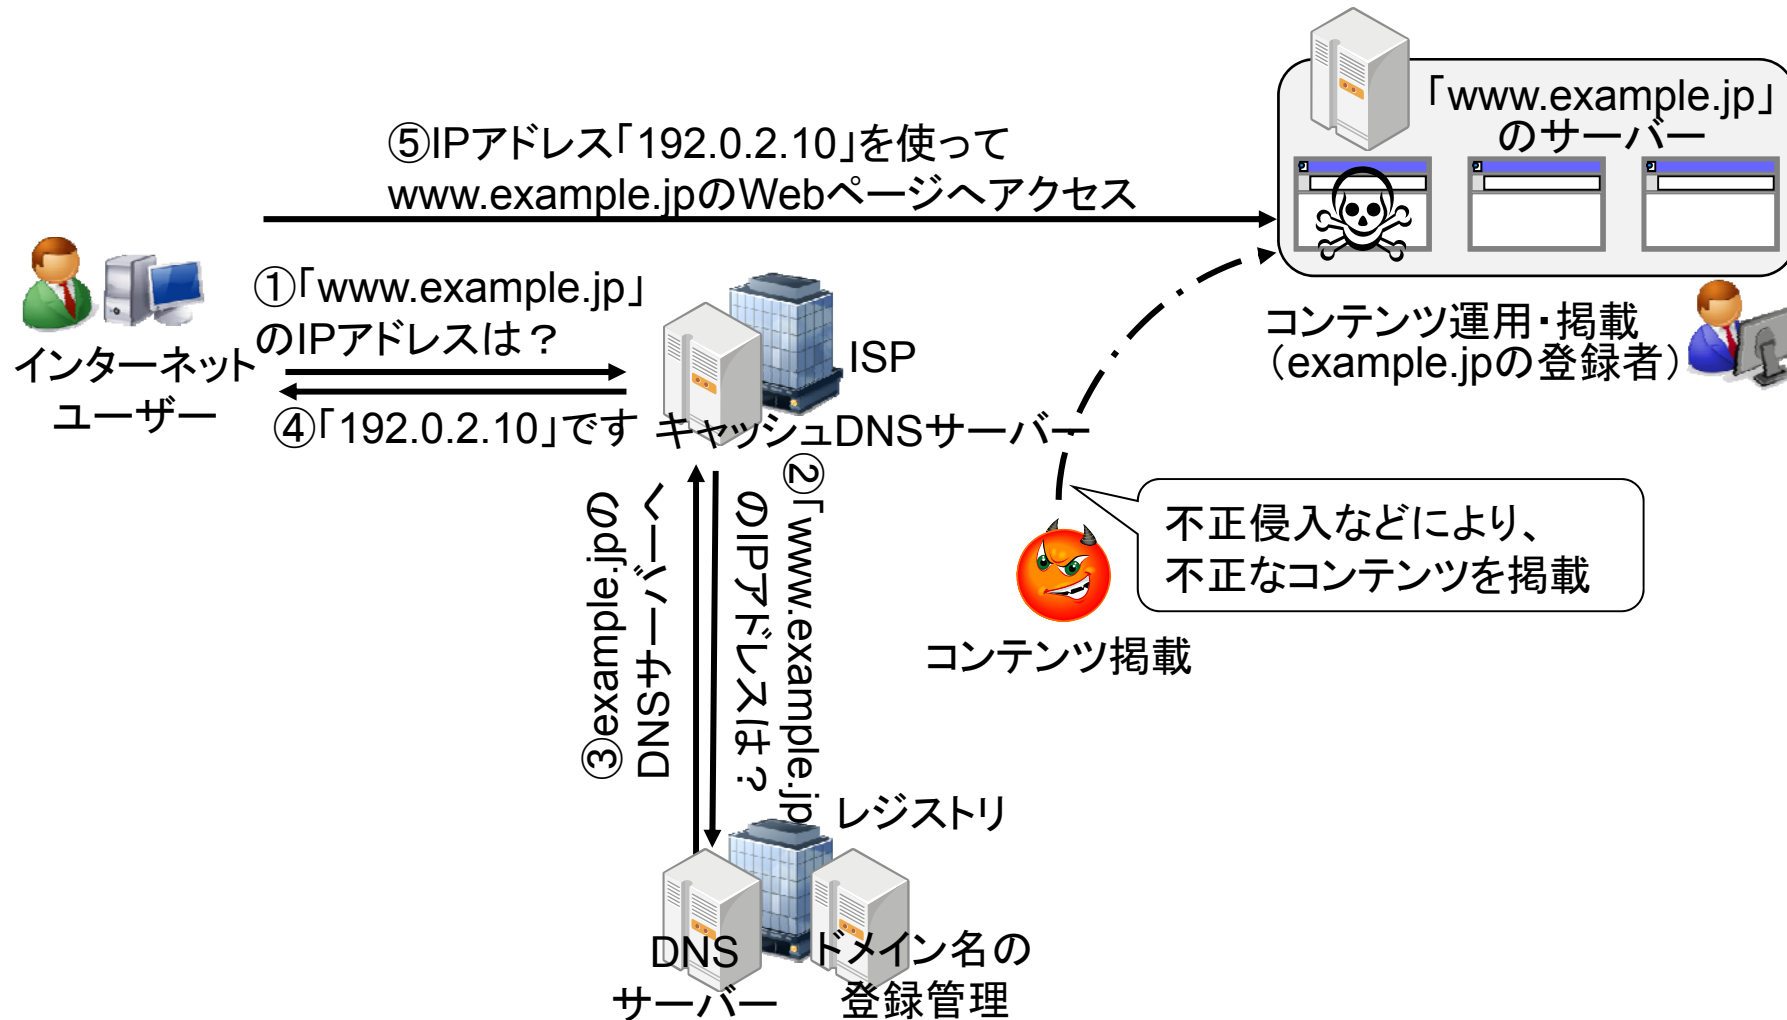 「www.example.jp」
のサーバー
⑤IPアドレス「192.0.2.10」を使って
www.example.jpのWebページへアクセス
①「www.example.jp」
のIPアドレスは？
インターネット
ユーザー
④「192.0.2.10」です
ISP
キャッシュDNSサーバー
コンテンツ運用・掲載
（example.jpの登録者）
②「www.example.jp
のIPアドレスは？
③example.jpの
DNSサーバーへ
不正侵入などにより、
不正なコンテンツを掲載
コンテンツ掲載
レジストリ
DNS
サーバー
ドメイン名の
登録管理